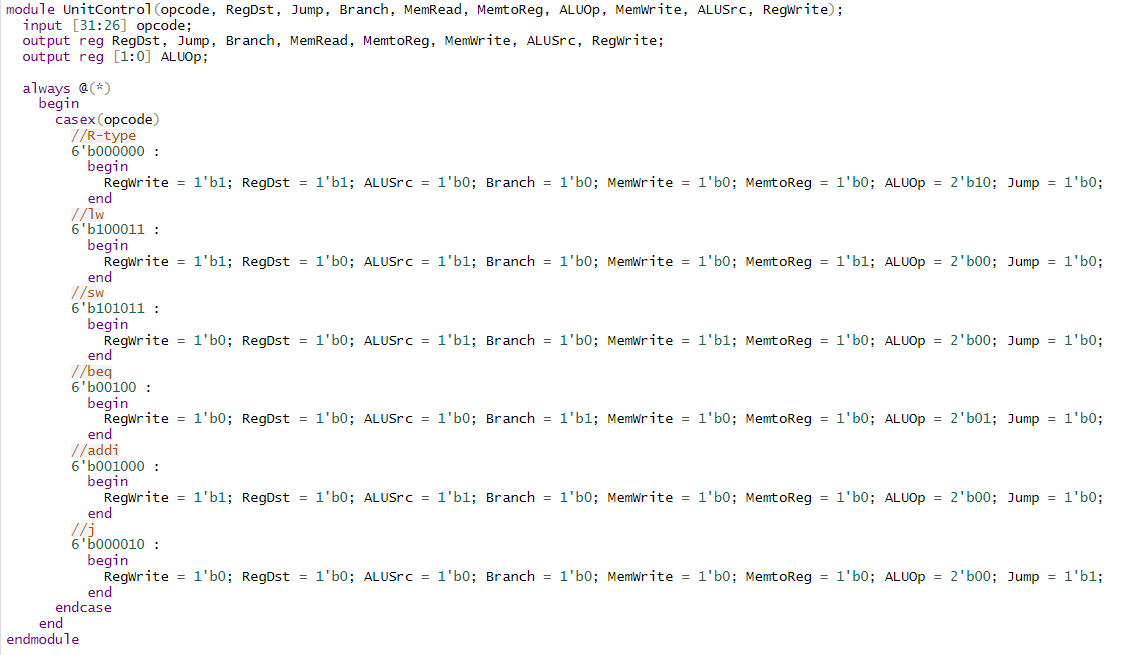 module UnitControl(opcode, RegDst, Jump, Branch, MemRead, MemtoReg, ALUOp, MemWrite, ALUSrc, RegWrite);
  input [31:26] opcode;
  output reg RegDst, Jump, Branch, MemRead, MemtoReg, MemWrite, ALUSrc, RegWrite;
  output reg [1:0] ALUOp;

  always @(*)
    begin
      casex(opcode)
        //R-type
        6'b000000 :
          begin
            RegWrite = 1'b1; RegDst = 1'b1; ALUSrc = 1'b0; Branch = 1'b0; MemWrite = 1'b0; MemtoReg = 1'b0; ALUOp = 2'b10; Jump = 1'b0;
          end
        //lw
        6'b100011 :
          begin
            RegWrite = 1'b1; RegDst = 1'b0; ALUSrc = 1'b1; Branch = 1'b0; MemWrite = 1'b0; MemtoReg = 1'b1; ALUOp = 2'b00; Jump = 1'b0;
          end
        //sw
        6'b101011 :
          begin
            RegWrite = 1'b0; RegDst = 1'b0; ALUSrc = 1'b1; Branch = 1'b0; MemWrite = 1'b1; MemtoReg = 1'b0; ALUOp = 2'b00; Jump = 1'b0;
          end
        //beq
        6'b00100 :
          begin
            RegWrite = 1'b0; RegDst = 1'b0; ALUSrc = 1'b0; Branch = 1'b1; MemWrite = 1'b0; MemtoReg = 1'b0; ALUOp = 2'b01; Jump = 1'b0;
          end
        //addi
        6'b001000 :
          begin
            RegWrite = 1'b1; RegDst = 1'b0; ALUSrc = 1'b1; Branch = 1'b0; MemWrite = 1'b0; MemtoReg = 1'b0; ALUOp = 2'b00; Jump = 1'b0;
          end
        //j
        6'b000010 :
          begin
            RegWrite = 1'b0; RegDst = 1'b0; ALUSrc = 1'b0; Branch = 1'b0; MemWrite = 1'b0; MemtoReg = 1'b0; ALUOp = 2'b00; Jump = 1'b1;
          end
      endcase
    end
endmodule